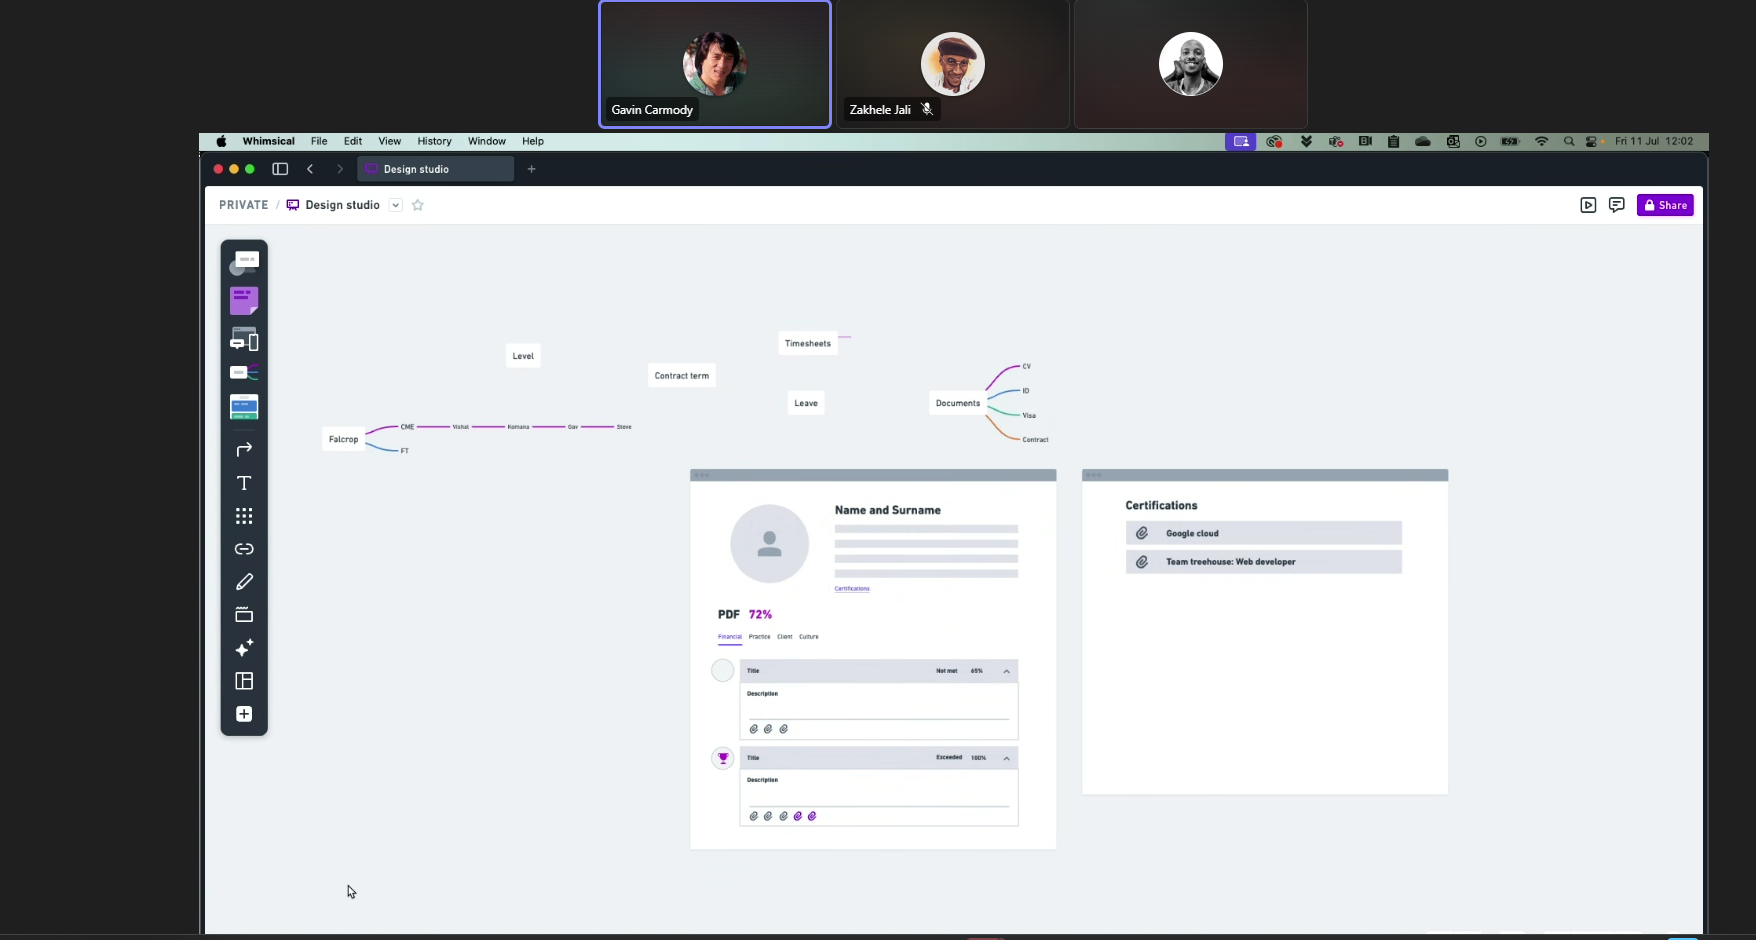 Gavin Carmody
Zakhele Jali
Whimsical File Edit View History Window Help
Fri 11 Jul 12:02
Design studio
PRIVATE / Design studio
Share
Timesheets
Level
Contract term
Leave
Documents
CV
ID
Visa
Contract
Falcrop
CME
Vishal
Romana
Gav
Steve
FT
Name and Surname
Certifications
PDF 72%
Financial Practice Client Culture
Title Not met 65%
Description
Title Exceeded 100%
Description
Certifications
Google cloud
Team treehouse: Web developer